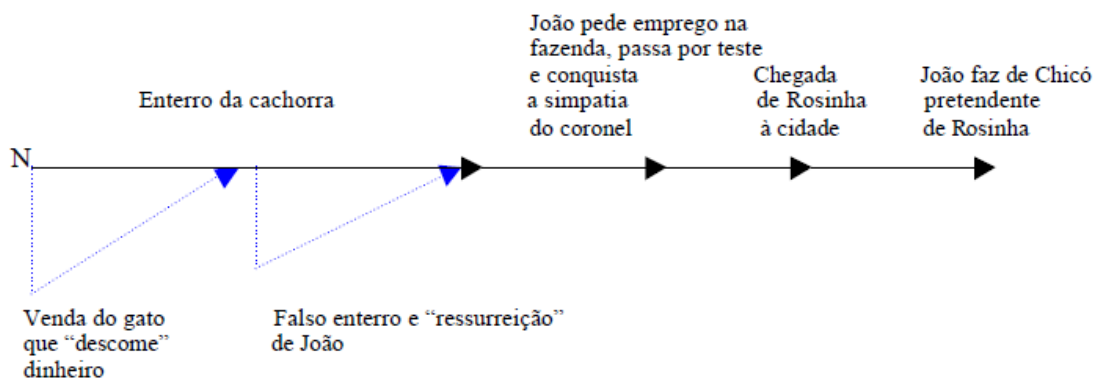 João pede emprego na
fazenda, passa por teste
e conquista
a simpatia
do coronel
Chegada
de Rosinha
à cidade
João faz de Chicó
pretendente
de Rosinha
Enterro da cachorra
N
Venda do gato
que “descome”
dinheiro
Falso enterro e “ressurreição”
de João